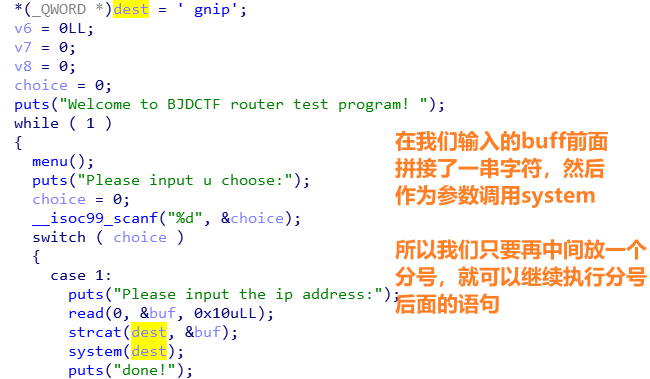 *(_QWORD *)dest = ' gnip';
v6 = 0LL;
v7 = 0;
v8 = 0;
choice = 0;
puts("Welcome to BJDCTF router test program! ");
while ( 1 )
{
menu();
puts("Please input u choose:");
choice = 0;
__isoc99_scanf("%d", &choice);
switch ( choice )
{
case 1:
puts("Please input the ip address:");
read(0, &buf, 0x10uLL);
strcat(dest, &buf);
system(dest);
puts("done!");
在我们输入的buff前面
拼接了一串字符，然后
作为参数调用system
所以我们只要再中间放一个
分号，就可以继续执行分号
后面的语句